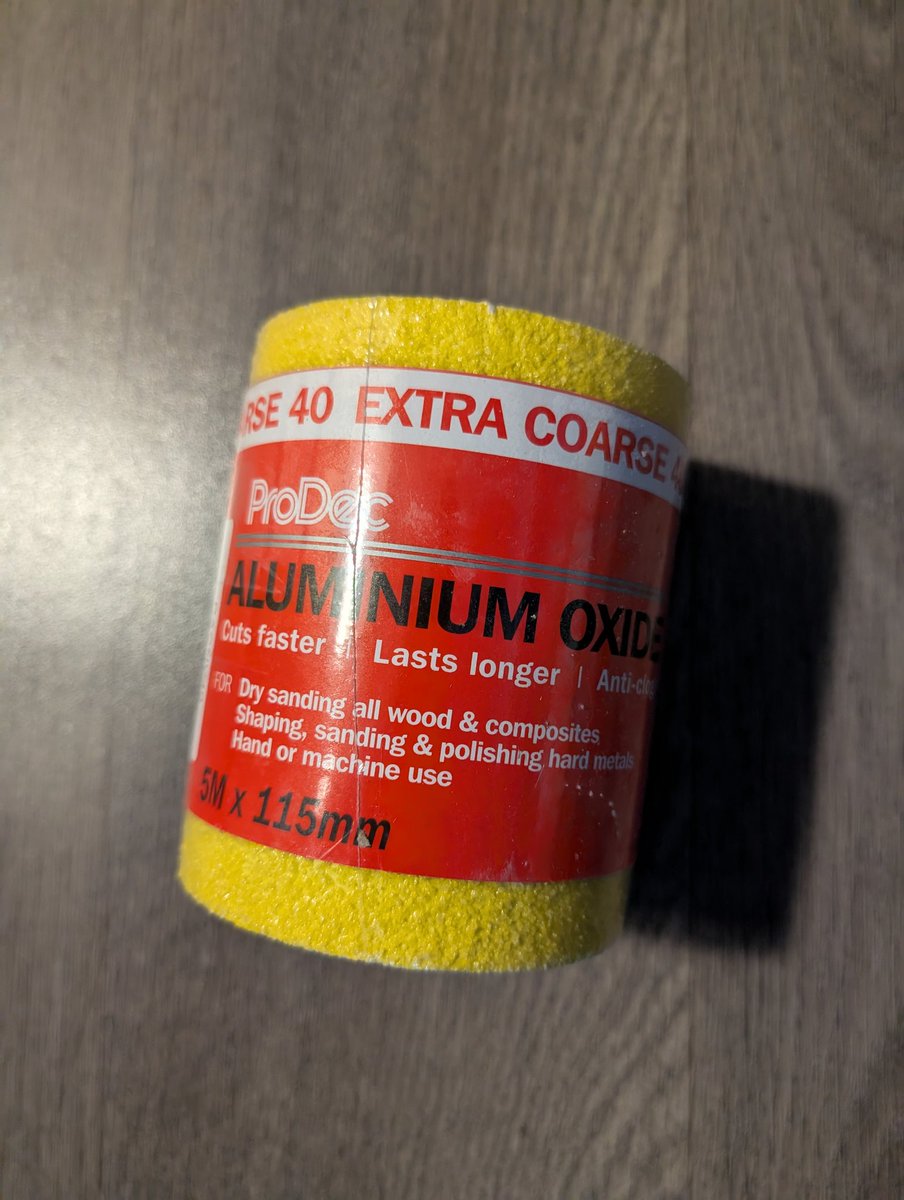 RSE 40 EXTRA COARSE 4
ProDec
ALUMINIUM OXIDE
Cuts faster | Lasts longer | Anti-clo
FOR Dry sanding all wood & composites
Shaping, sanding & polishing hard metals
Hand or machine use
5M x 115mm